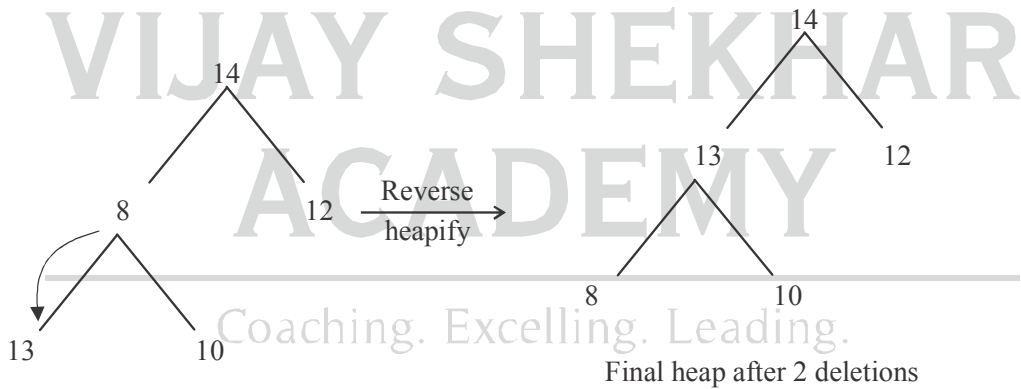 VIJAY SHEKHAR
ACADEMY
Coaching. Excelling. Leading.
14
8
12
13
10
Reverse
heapify
14
13
12
8
10
Final heap after 2 deletions